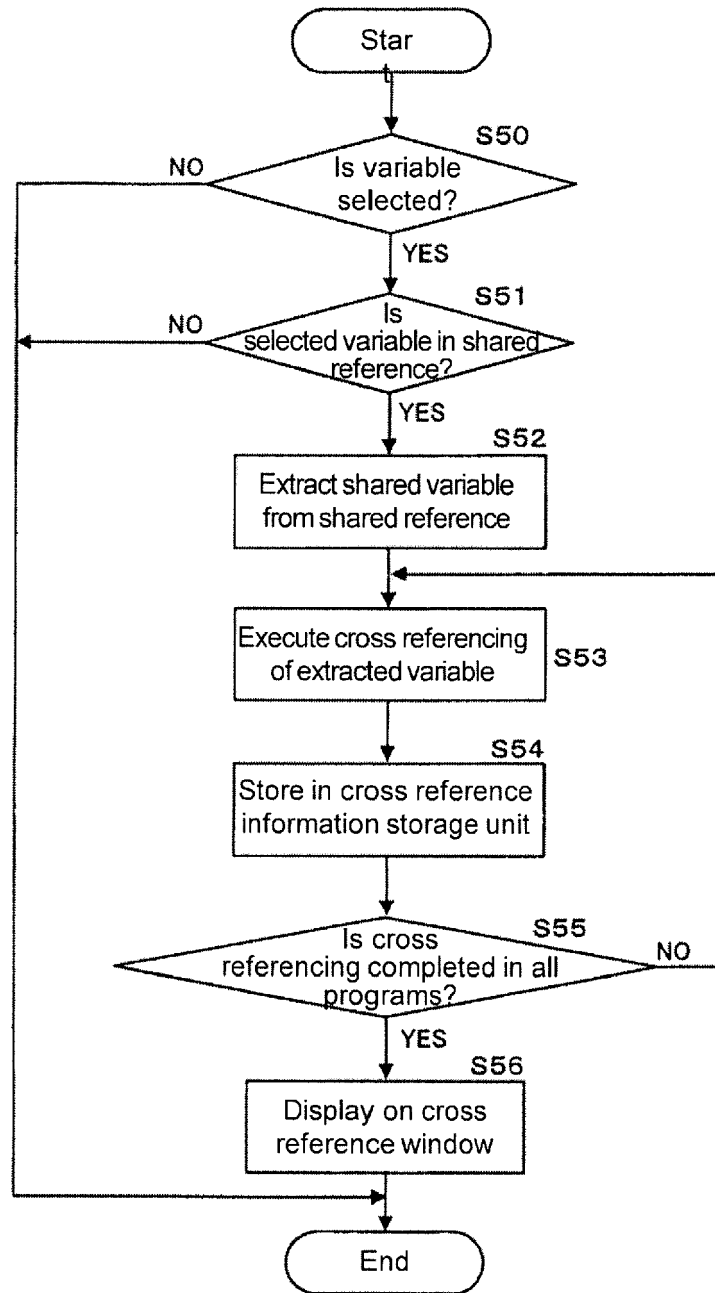 Star
t
S50
NO
Is variable
selected?
YES
S51
NO
Is
selected variable in shared
reference?
YES
S52
Extract shared variable
from shared reference
Execute cross referencing
of extracted variable
S53
S54
Store in cross reference
information storage unit
S55
Is cross
referencing completed in all
programs?
NO
YES
S56
Display on cross
reference window
End